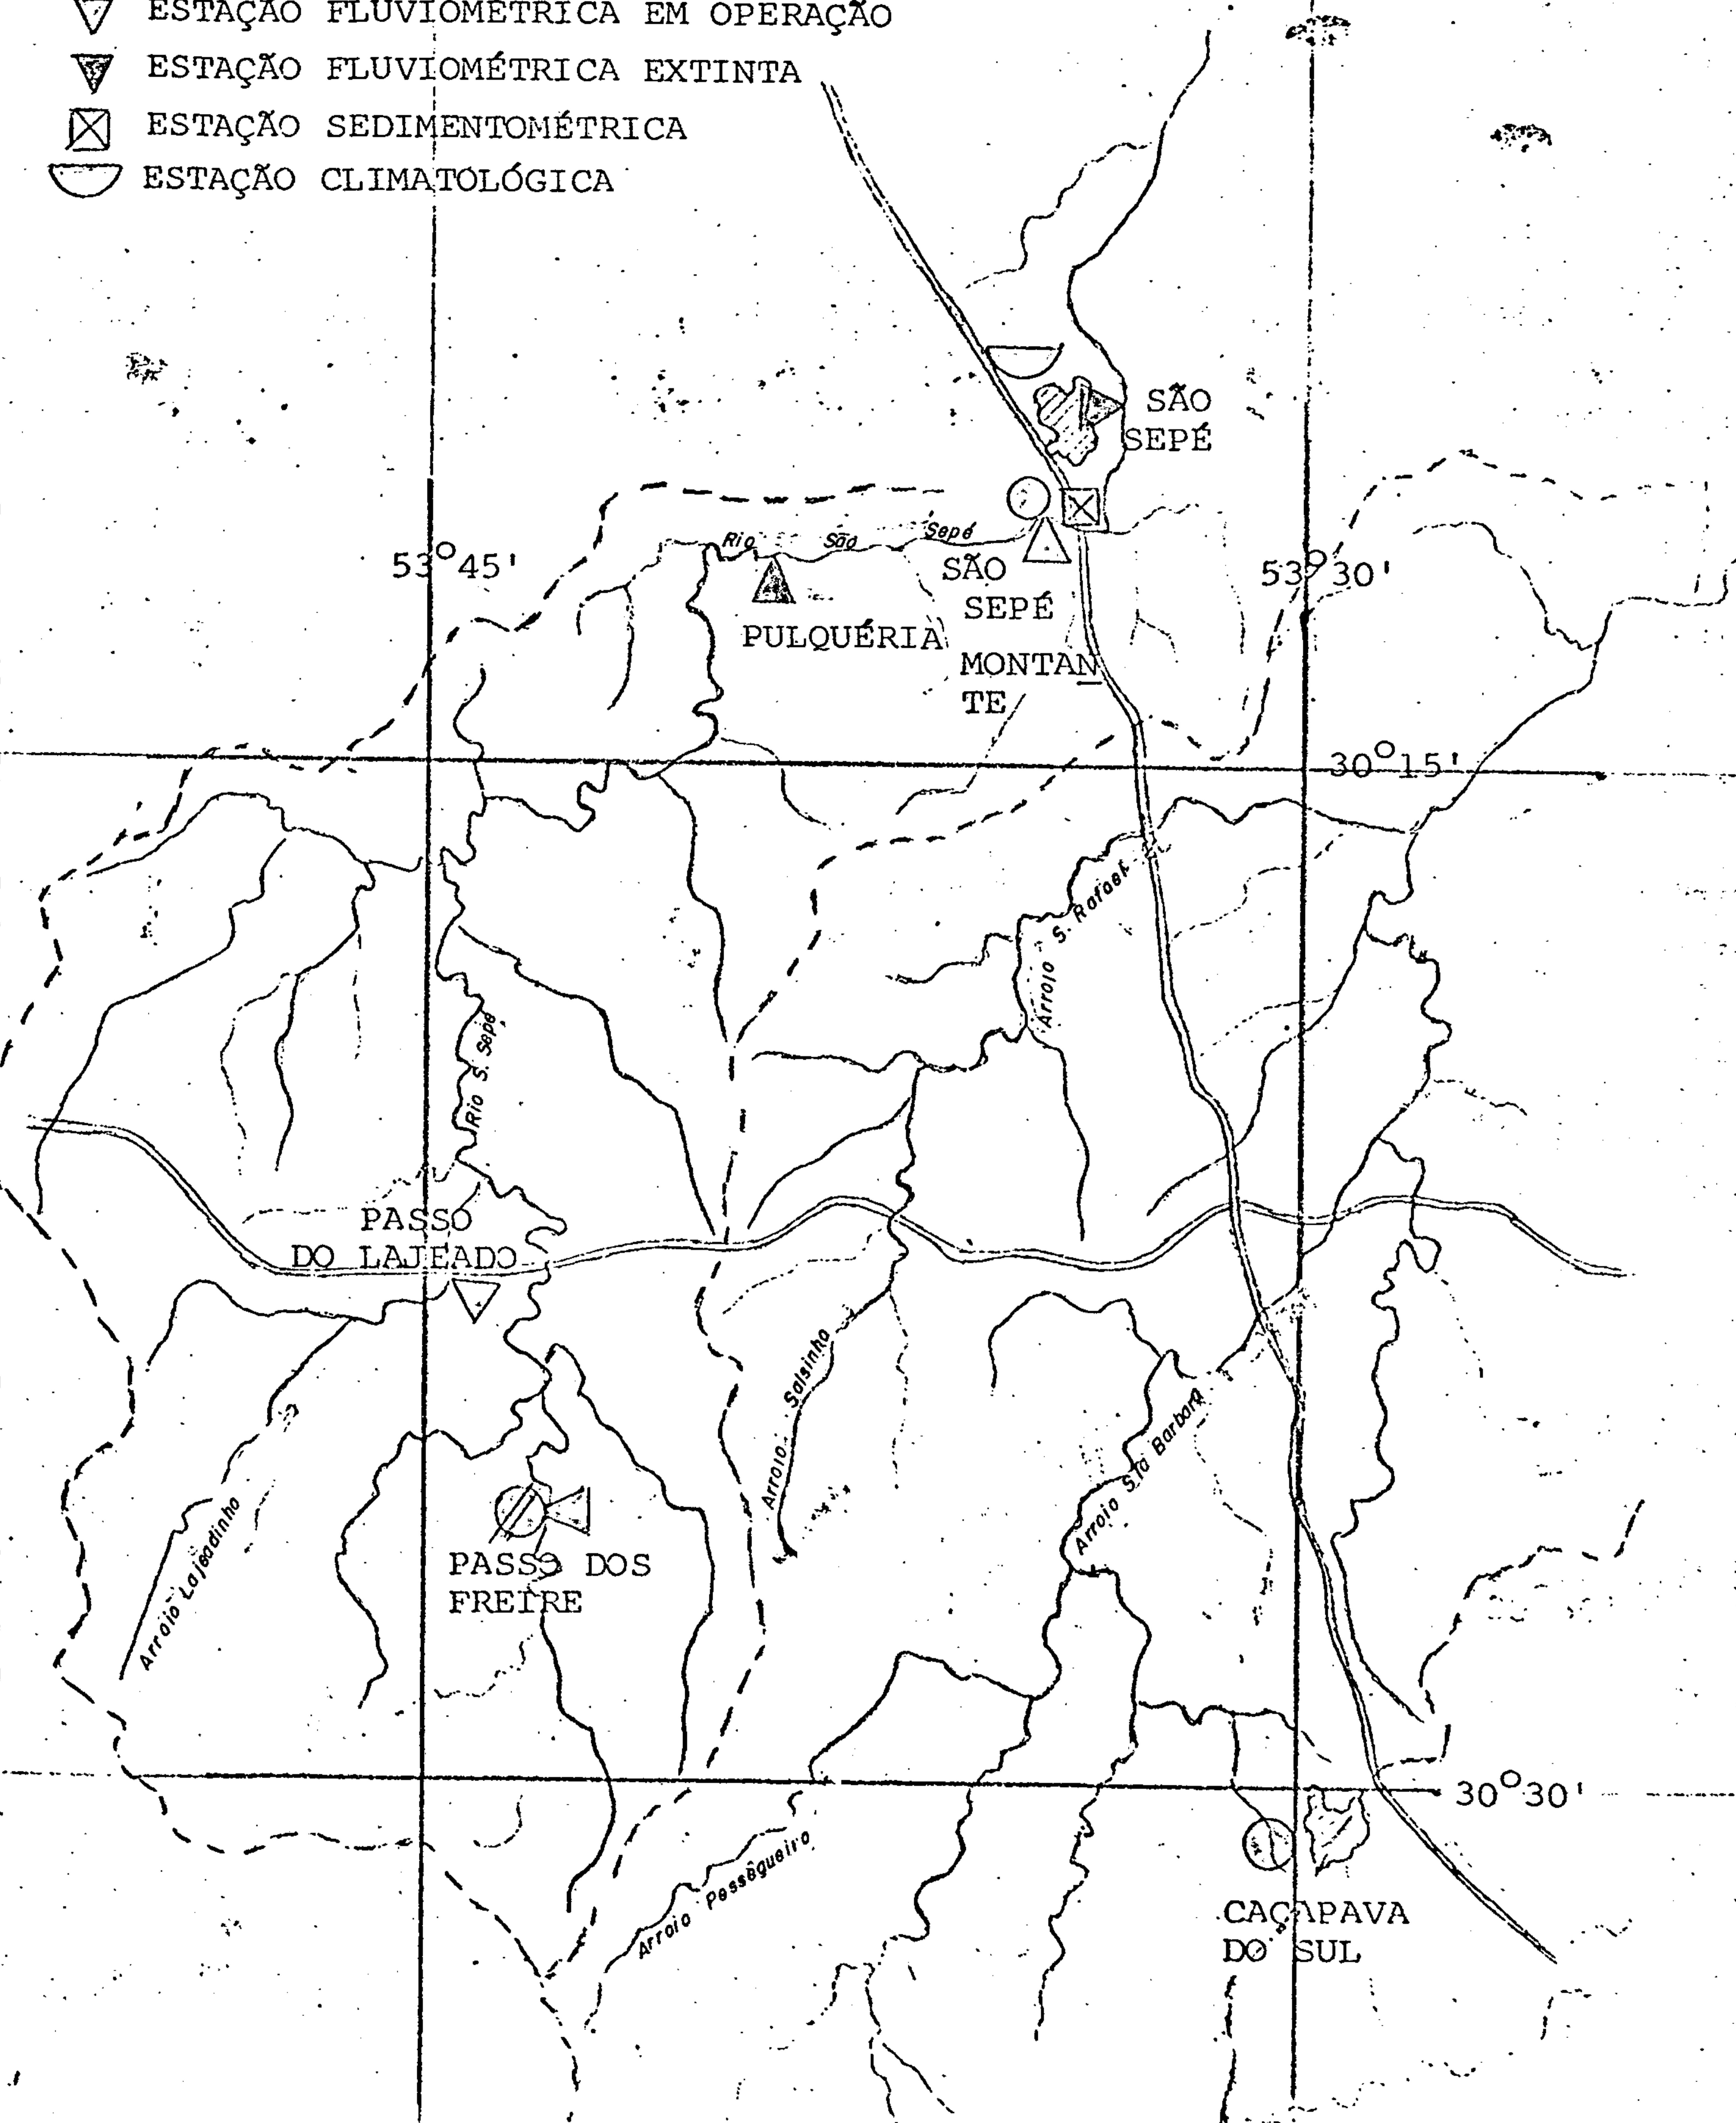 ESTAÇÃO FLUVIOMÉTRICA EM OPERAÇÃO
ESTAÇÃO FLUVIOMÉTRICA EXTINTA
ESTAÇÃO SEDIMENTOMÉTRICA
ESTAÇÃO CLIMATOLÓGICA
SÃO
SEPÉ
Rio São Sepé
53°45'
SÃO
SEPÉ
MONTAN
TE
53°30'
PULQUÉRIA
30°15'
Arroio S. Rafael
Rio S. Sepé
PASSO
DO LAJEADO
Arroio Salsinho
Arroio Sta Barbara
Arroio Lajeadinho
PASSO DOS
FREIRE
30°30'
Arroio Pessegueiro
CAÇAPAVA
DO SUL